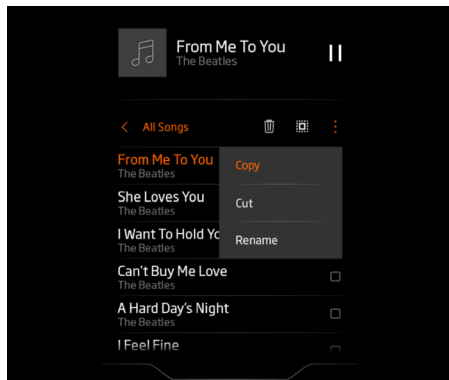 From Me To You
The Beatles
All Songs
From Me To You
The Beatles
Copy
She Loves You
The Beatles
Cut
I Want To Hold Yo
The Beatles
Rename
Can't Buy Me Love
The Beatles
A Hard Day's Night
The Beatles
I Feel Fine